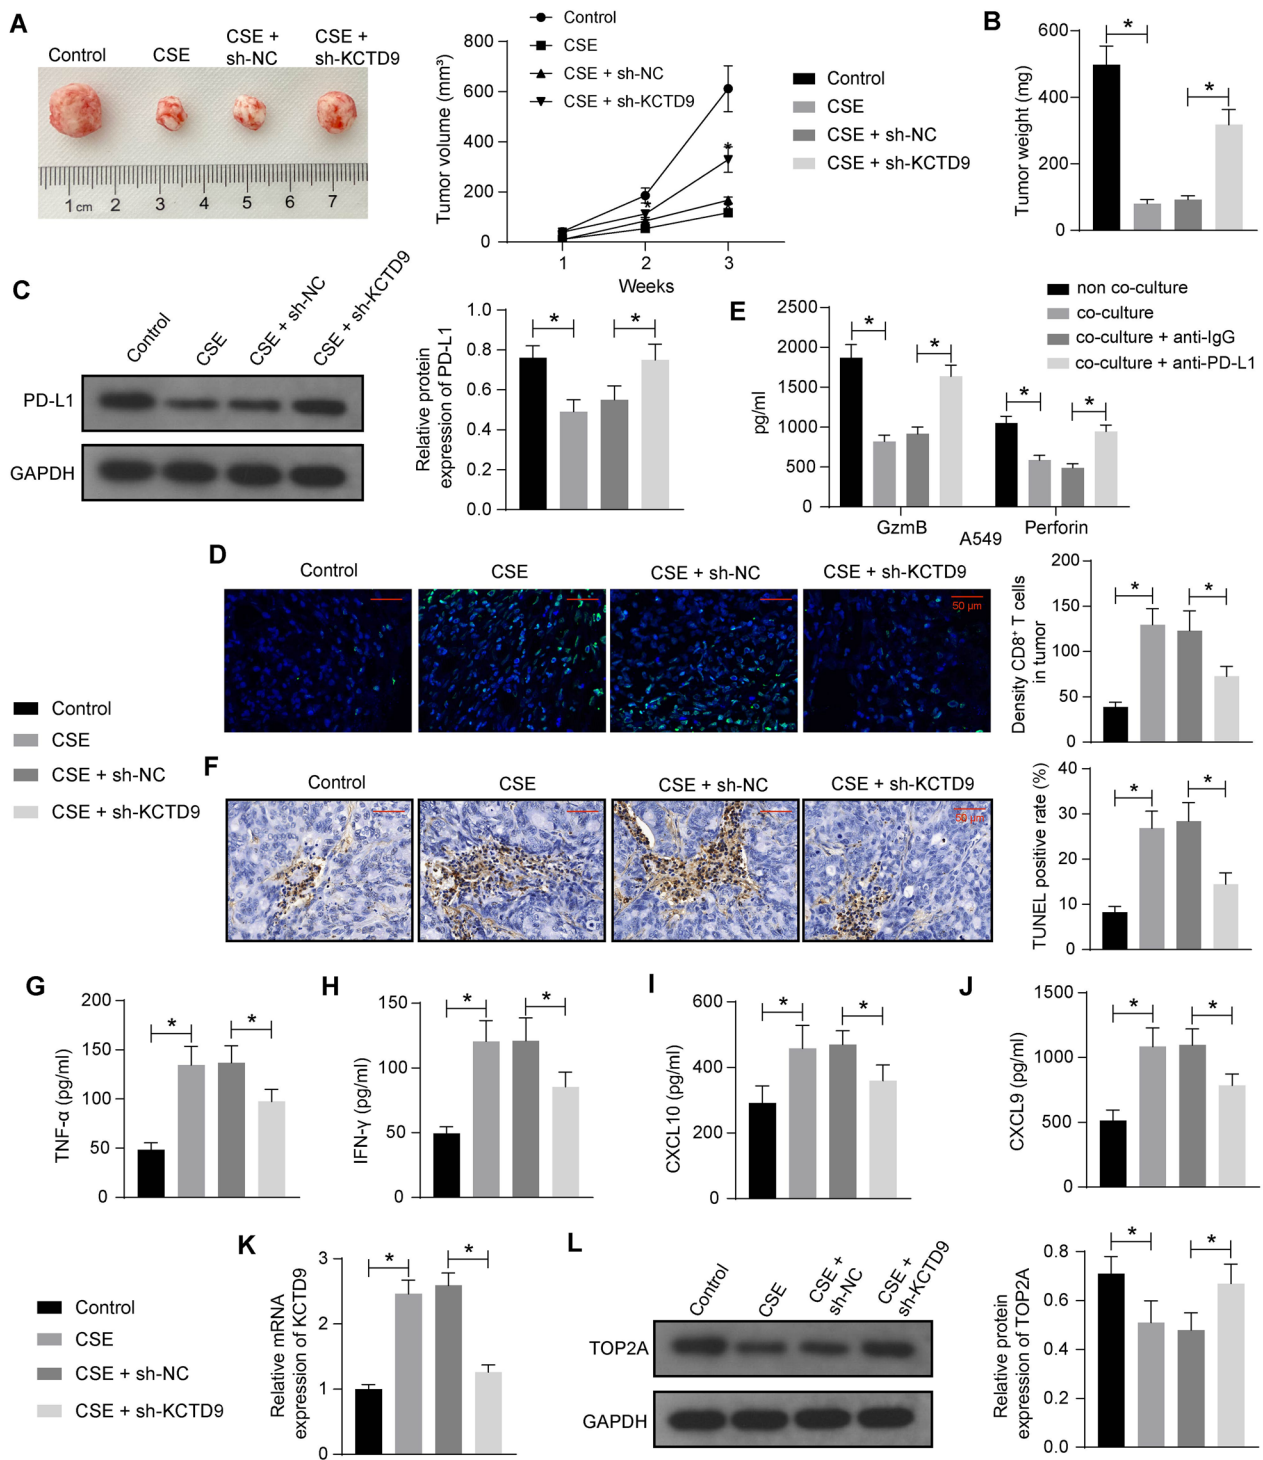 A
Control
CSE
CSE +
sh-NC
CSE +
sh-KCTD9
1 cm 2 3 4 5 6 7
Control
CSE
CSE + sh-NC
CSE + sh-KCTD9
Tumor volume (mm³)
800
600
400
200
0
*
*
1 2 3
Weeks
Control
CSE
CSE + sh-NC
CSE + sh-KCTD9
B
Tumor weight (mg)
600
400
200
0
* *
C
Control
CSE
CSE + sh-NC
CSE + sh-KCTD9
PD-L1
GAPDH
Relative protein
expression of PD-L1
1.0
0.8
0.6
0.4
0.2
0.0
* *
E
non co-culture
co-culture
co-culture + anti-IgG
co-culture + anti-PD-L1
pg/ml
2500
2000
1500
1000
500
0
* * * *
GzmB Perforin
A549
D
Control CSE CSE + sh-NC CSE + sh-KCTD9
50 μm
Density CD8⁺ T cells
in tumor
200
150
100
50
0
* *
Control
CSE
CSE + sh-NC
CSE + sh-KCTD9
F
Control CSE CSE + sh-NC CSE + sh-KCTD9
50 μm
TUNEL positive rate (%)
40
30
20
10
0
* *
G
TNF-α (pg/ml)
200
150
100
50
0
* *
H
IFN-γ (pg/ml)
150
100
50
0
* *
I
CXCL10 (pg/ml)
600
400
200
0
* *
J
CXCL9 (pg/ml)
1500
1000
500
0
* *
Control
CSE
CSE + sh-NC
CSE + sh-KCTD9
K
Relative mRNA
expression of KCTD9
3
2
1
0
* *
L
Control
CSE
CSE +
sh-NC
CSE +
sh-KCTD9
TOP2A
GAPDH
Relative protein
expression of TOP2A
0.8
0.6
0.4
0.2
0.0
* *